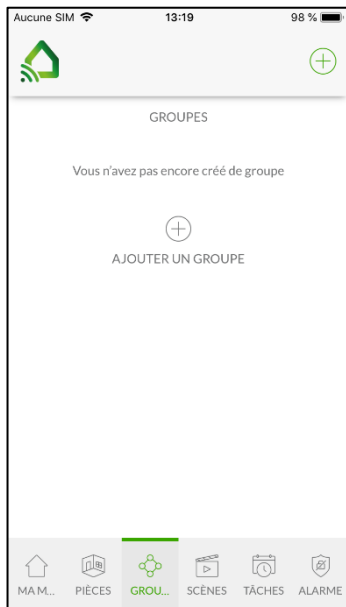 Aucune SIM 13:19 98 %
GROUPES
Vous n'avez pas encore créé de groupe
AJOUTER UN GROUPE
MA M... PIÈCES GROU... SCÈNES TÂCHES ALARME